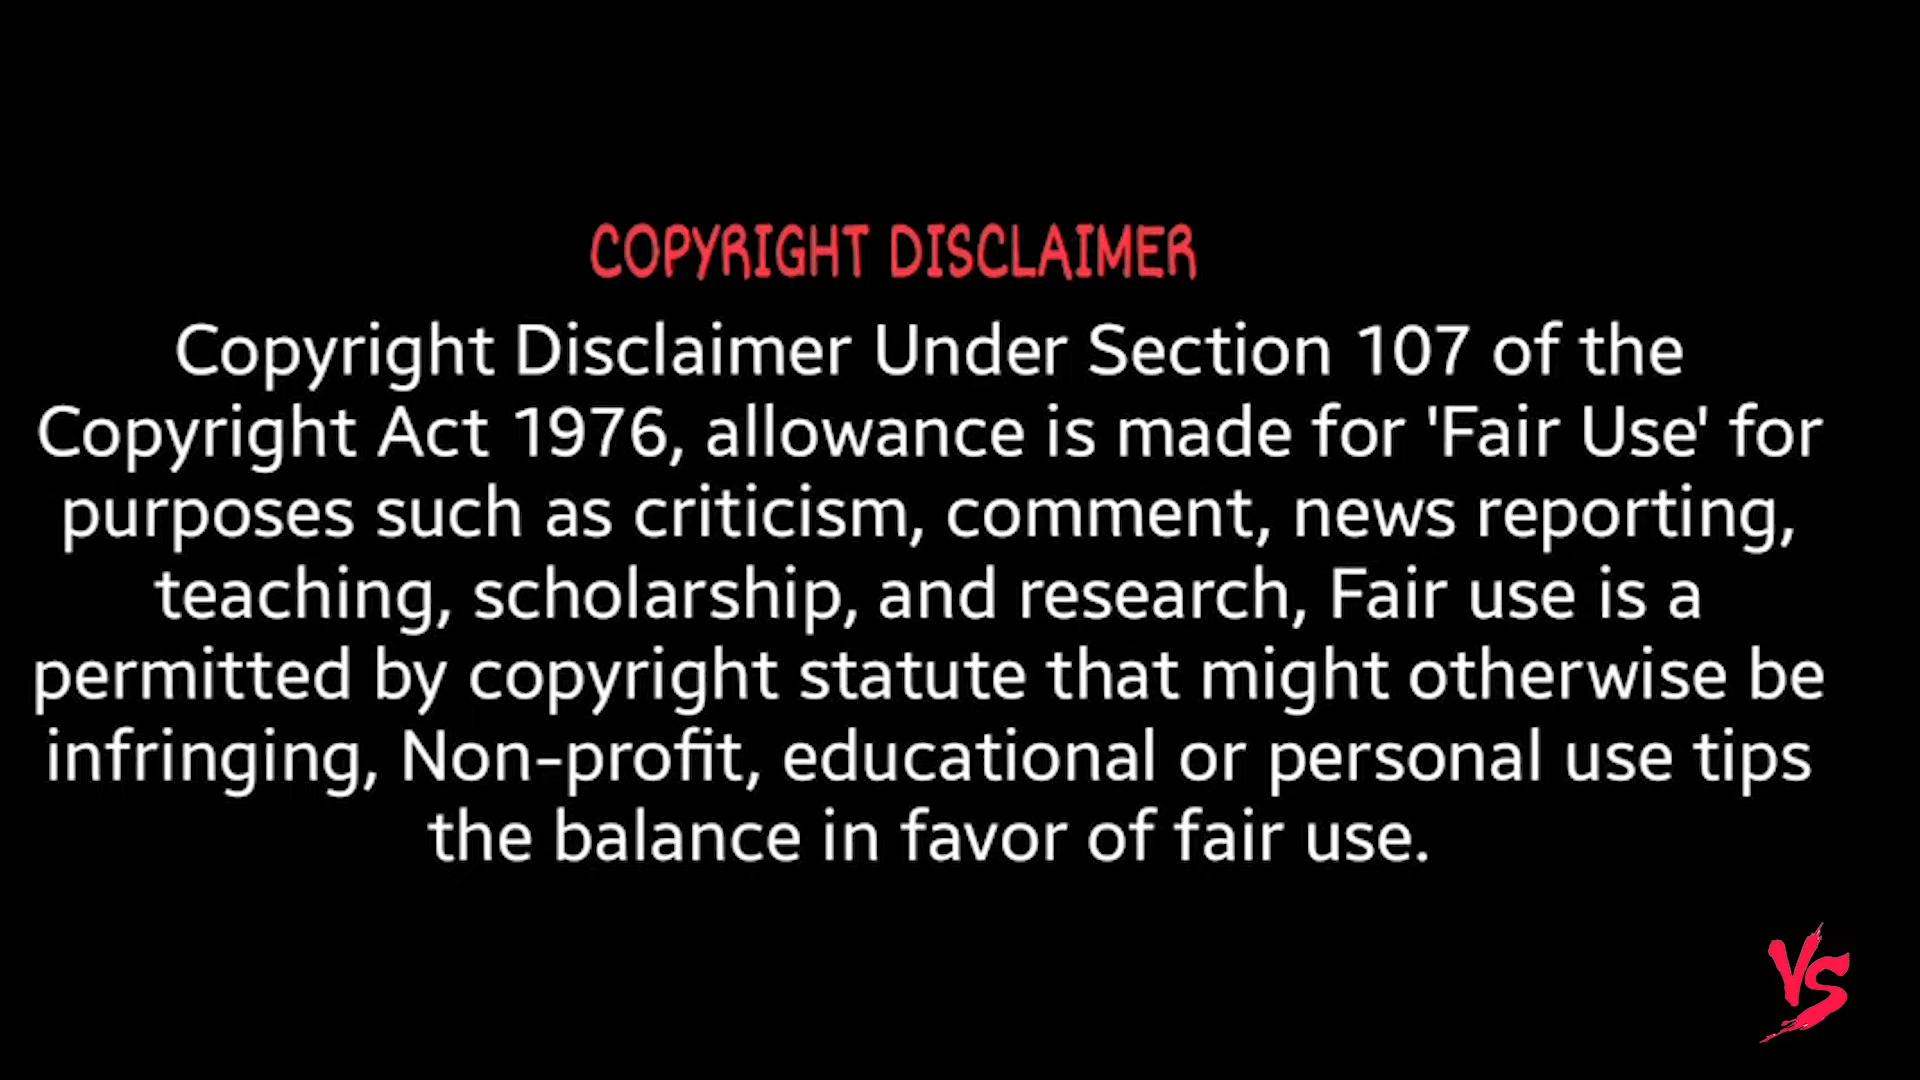 COPYRIGHT DISCLAIMER
Copyright Disclaimer Under Section 107 of the
Copyright Act 1976, allowance is made for 'Fair Use' for
purposes such as criticism, comment, news reporting,
teaching, scholarship, and research, Fair use is a
permitted by copyright statute that might otherwise be
infringing, Non-profit, educational or personal use tips
the balance in favor of fair use.
VS